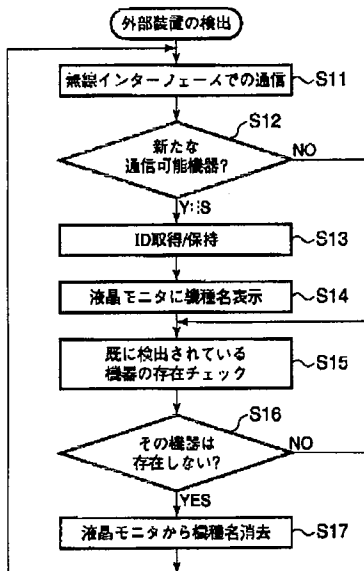 外部装置の検出
無線インターフェースでの通信 S11
S12
新たな
通信可能機器?
NO
YES
ID取得/保持 S13
液晶モニタに機種名表示 S14
既に検出されている
機器の存在チェック S15
S16
その機器は
存在しない?
NO
YES
液晶モニタから機種名消去 S17